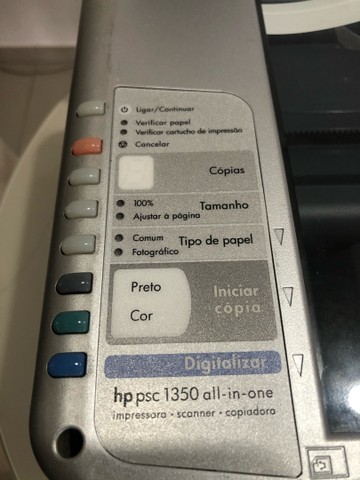 Ligar/Continuar
Verificar papel
Verificar cartucho de impressão
Cancelar
Cópias
100%
Tamanho
Ajustar à página
Comum
Tipo de papel
Fotográfico
Preto
Cor
Iniciar
cópia
Digitalizar
hp psc 1350 all-in-one
impressora • scanner • copiadora